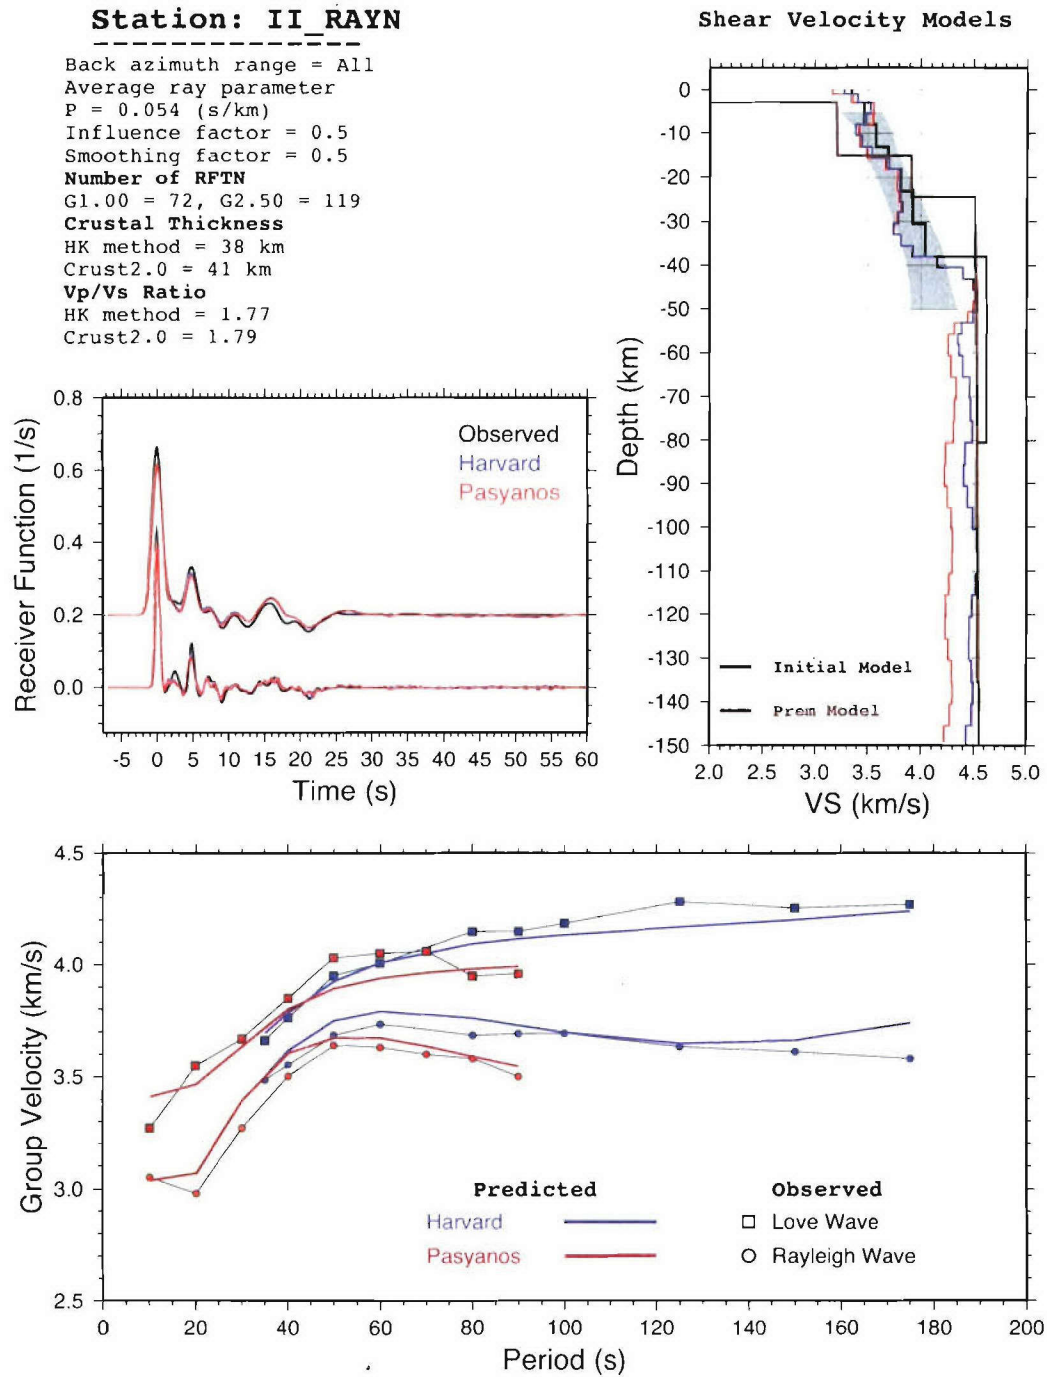 Station: II_RAYN
Back azimuth range = All
Average ray parameter
P = 0.054 (s/km)
Influence factor = 0.5
Smoothing factor = 0.5
Number of RFTN
G1.00 = 72, G2.50 = 119
Crustal Thickness
HK method = 38 km
Crust2.0 = 41 km
Vp/Vs Ratio
HK method = 1.77
Crust2.0 = 1.79
Shear Velocity Models
0
-10
-20
-30
-40
-50
-60
-70
-80
-90
-100
-110
-120
-130
-140
-150
Depth (km)
Initial Model
Prem Model
2.0 2.5 3.0 3.5 4.0 4.5 5.0
VS (km/s)
0.8
0.6
0.4
0.2
0.0
Receiver Function (1/s)
Observed
Harvard
Pasyanos
-5 0 5 10 15 20 25 30 35 40 45 50 55 60
Time (s)
4.5
4.0
3.5
3.0
2.5
Group Velocity (km/s)
Predicted Observed
Harvard Love Wave
Pasyanos Rayleigh Wave
0 20 40 60 80 100 120 140 160 180 200
Period (s)